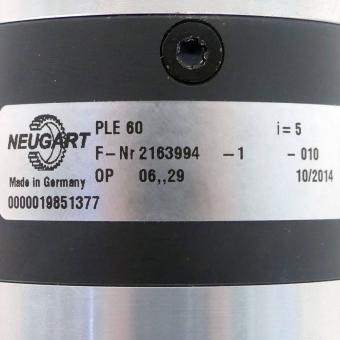 PLE 60 i= 5
NEUGART F-Nr 2163994 -1 -010
Made in Germany OP 06,,29 10/2014
0000019851377